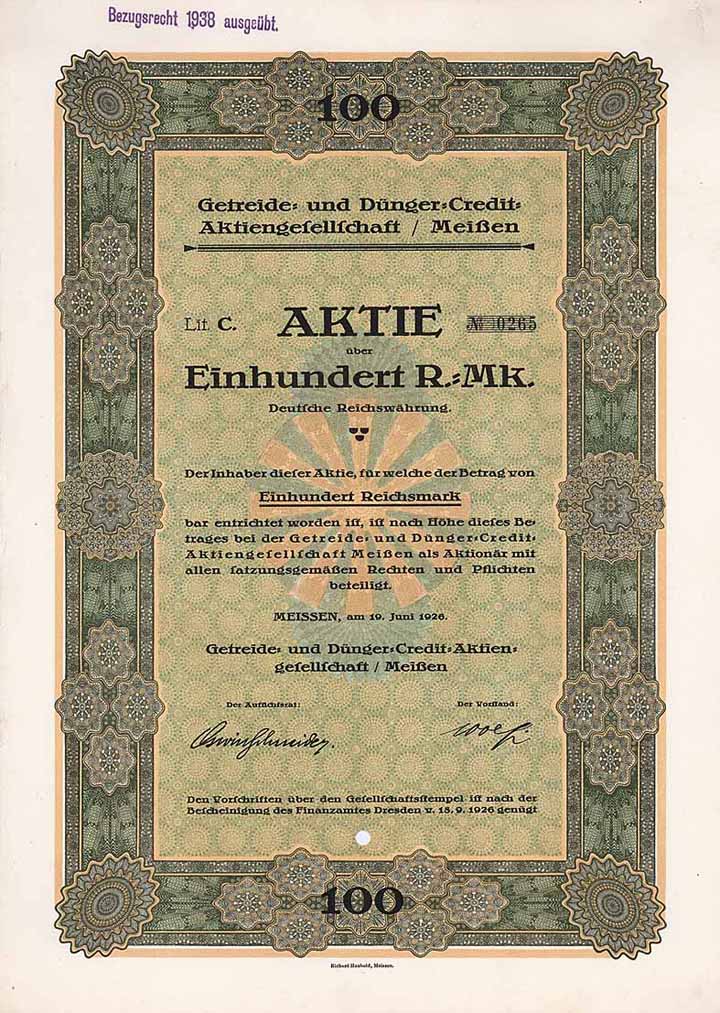 Bezugsrecht 1938 ausgeübt.
100
Getreide- und Dünger-Credit-
Aktiengeſellſchaft / Meißen
Lit. C. AKTIE № 0265
über
Einhundert R.-Mk.
Deutſche Reichswährung.
Der Inhaber dieſer Aktie, für welche der Betrag von
Einhundert Reichsmark
bar entrichtet worden iſt, iſt nach Höhe dieſes Be-
trages bei der Getreide- und Dünger-Credit-
Aktiengeſellſchaft Meißen als Aktionär mit
allen ſatzungsgemäßen Rechten und Pflichten
beteiligt.
MEISSEN, am 19. Juni 1926.
Getreide- und Dünger-Credit-Aktien-
geſellſchaft / Meißen
Der Aufſichtsrat: Der Vorſtand:
Den Vorſchriften über den Geſellſchaftsſtempel iſt nach der
Beſcheinigung des Finanzamtes Dresden v. 15. 9. 1926 genügt
100
Richard Haubold, Meissen.